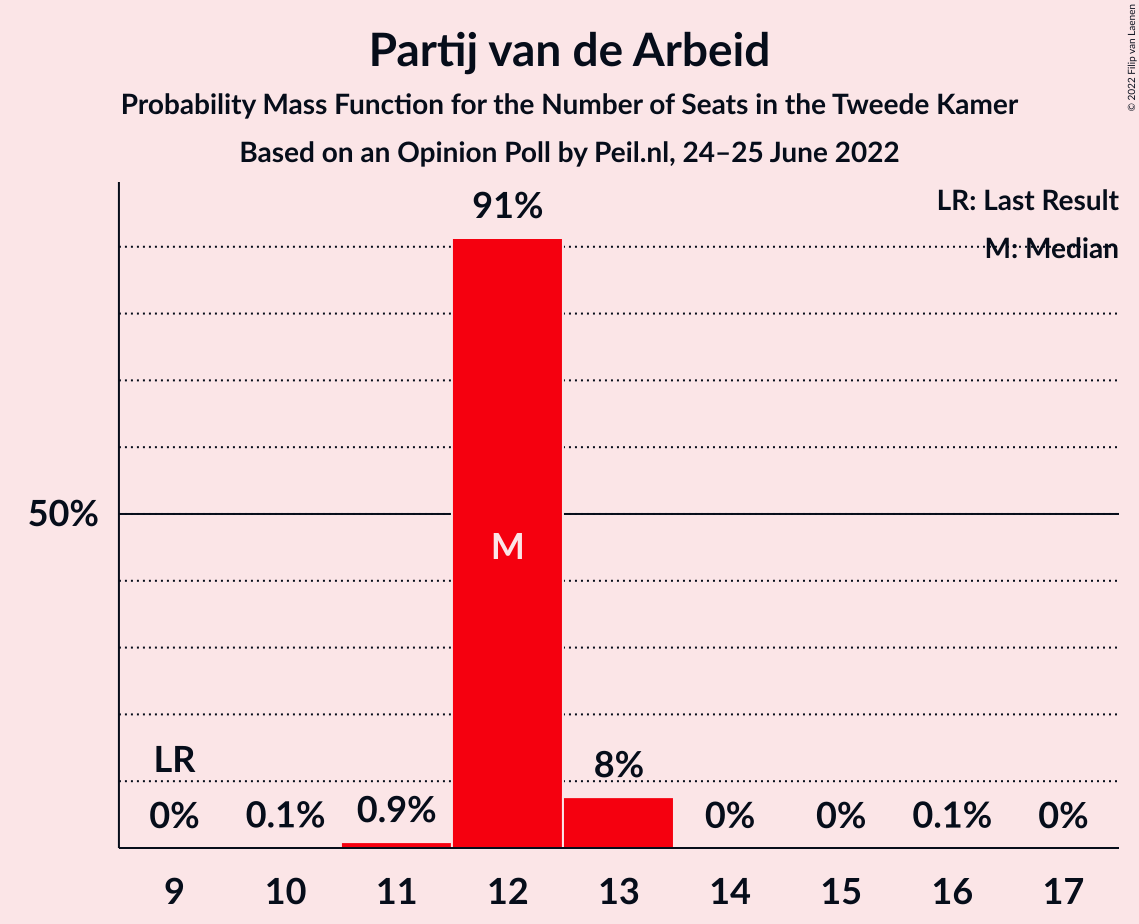 Partij van de Arbeid
Probability Mass Function for the Number of Seats in the Tweede Kamer
Based on an Opinion Poll by Peil.nl, 24–25 June 2022
© 2022 Filip van Laenen
LR: Last Result
M: Median
91%
50%
M
LR
8%
0% 0.1% 0.9% 0% 0% 0.1% 0%
9 10 11 12 13 14 15 16 17